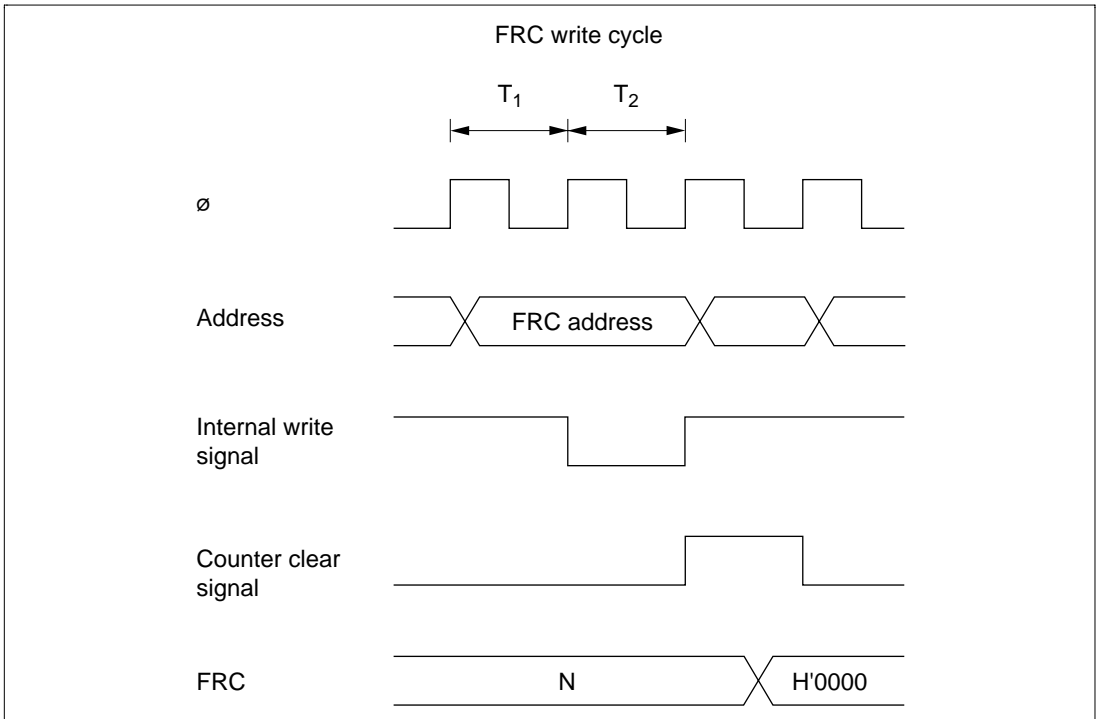 FRC write cycle
T1 T2
ø
Address
FRC address
Internal write
signal
Counter clear
signal
FRC
N
H'0000